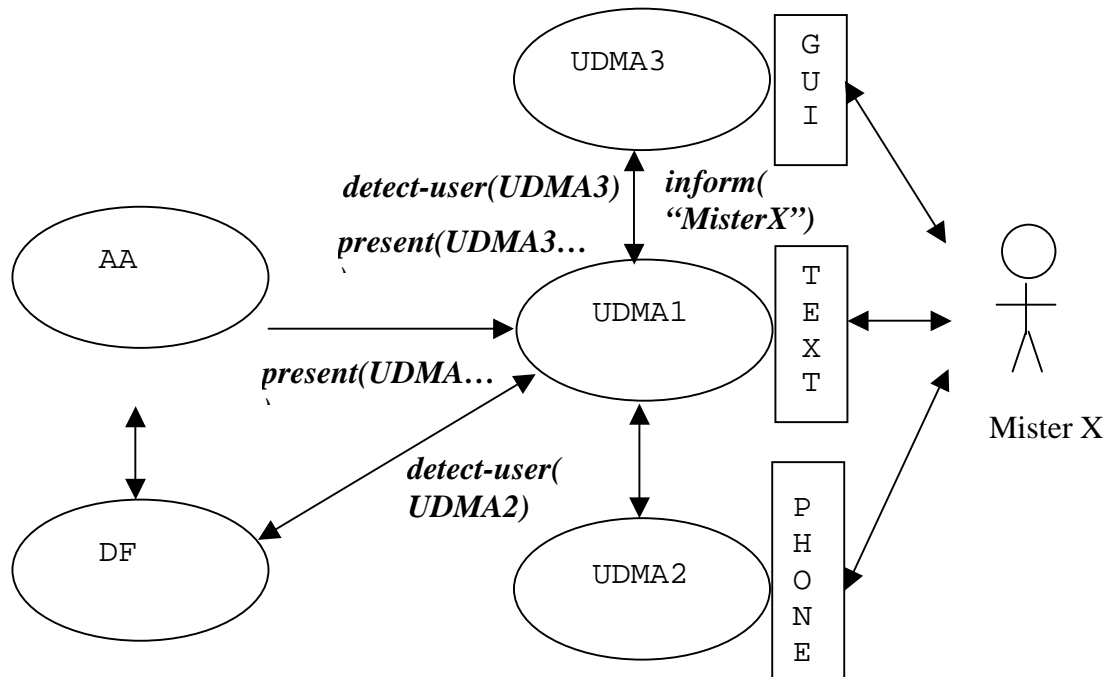 UDMA3
G
U
I
detect-user(UDMA3)
inform(
“MisterX”)
present(UDMA3…
AA
UDMA1
T
E
X
T
present(UDMA…
Mister X
detect-user(
UDMA2)
DF
UDMA2
P
H
O
N
E